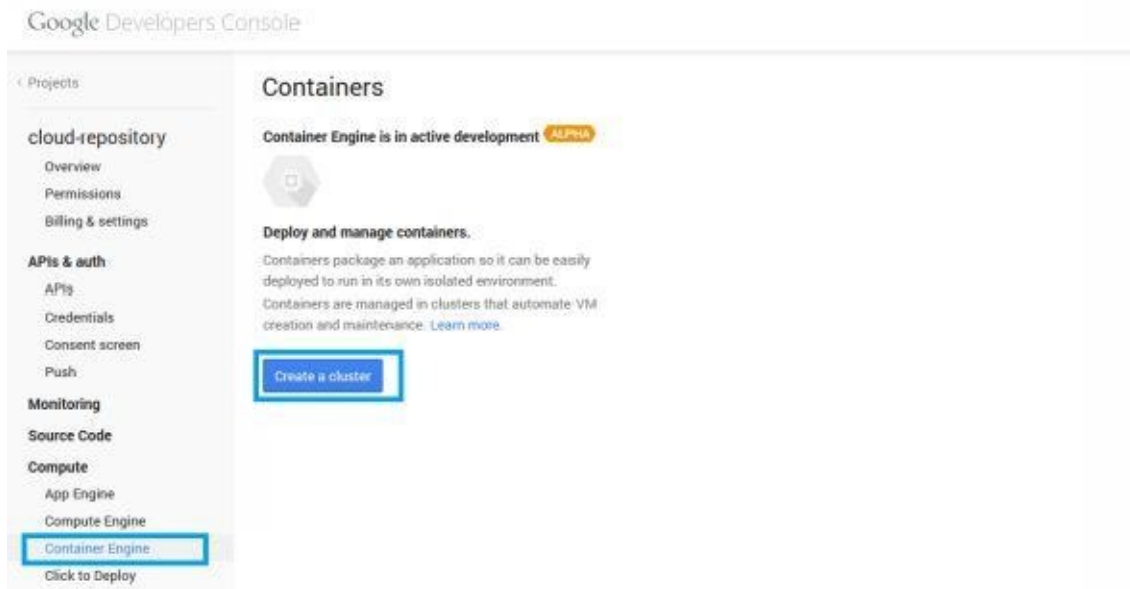 Google Developers Console
< Projects
cloud-repository
Overview
Permissions
Billing & settings
APIs & auth
APIs
Credentials
Consent screen
Push
Monitoring
Source Code
Compute
App Engine
Compute Engine
Container Engine
Click to Deploy
Containers
Container Engine is in active development ALPHA
Deploy and manage containers.
Containers package an application so it can be easily
deployed to run in its own isolated environment.
Containers are managed in clusters that automate VM
creation and maintenance. Learn more.
Create a cluster